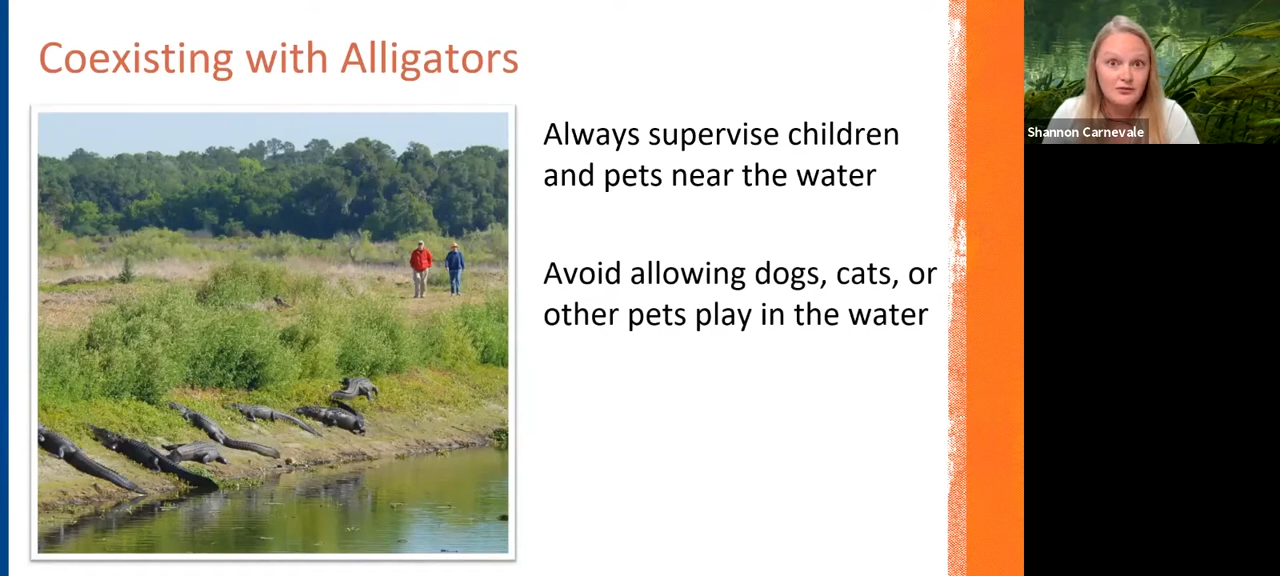 Coexisting with Alligators
Always supervise children
and pets near the water
Avoid allowing dogs, cats, or
other pets play in the water
Shannon Carnevale